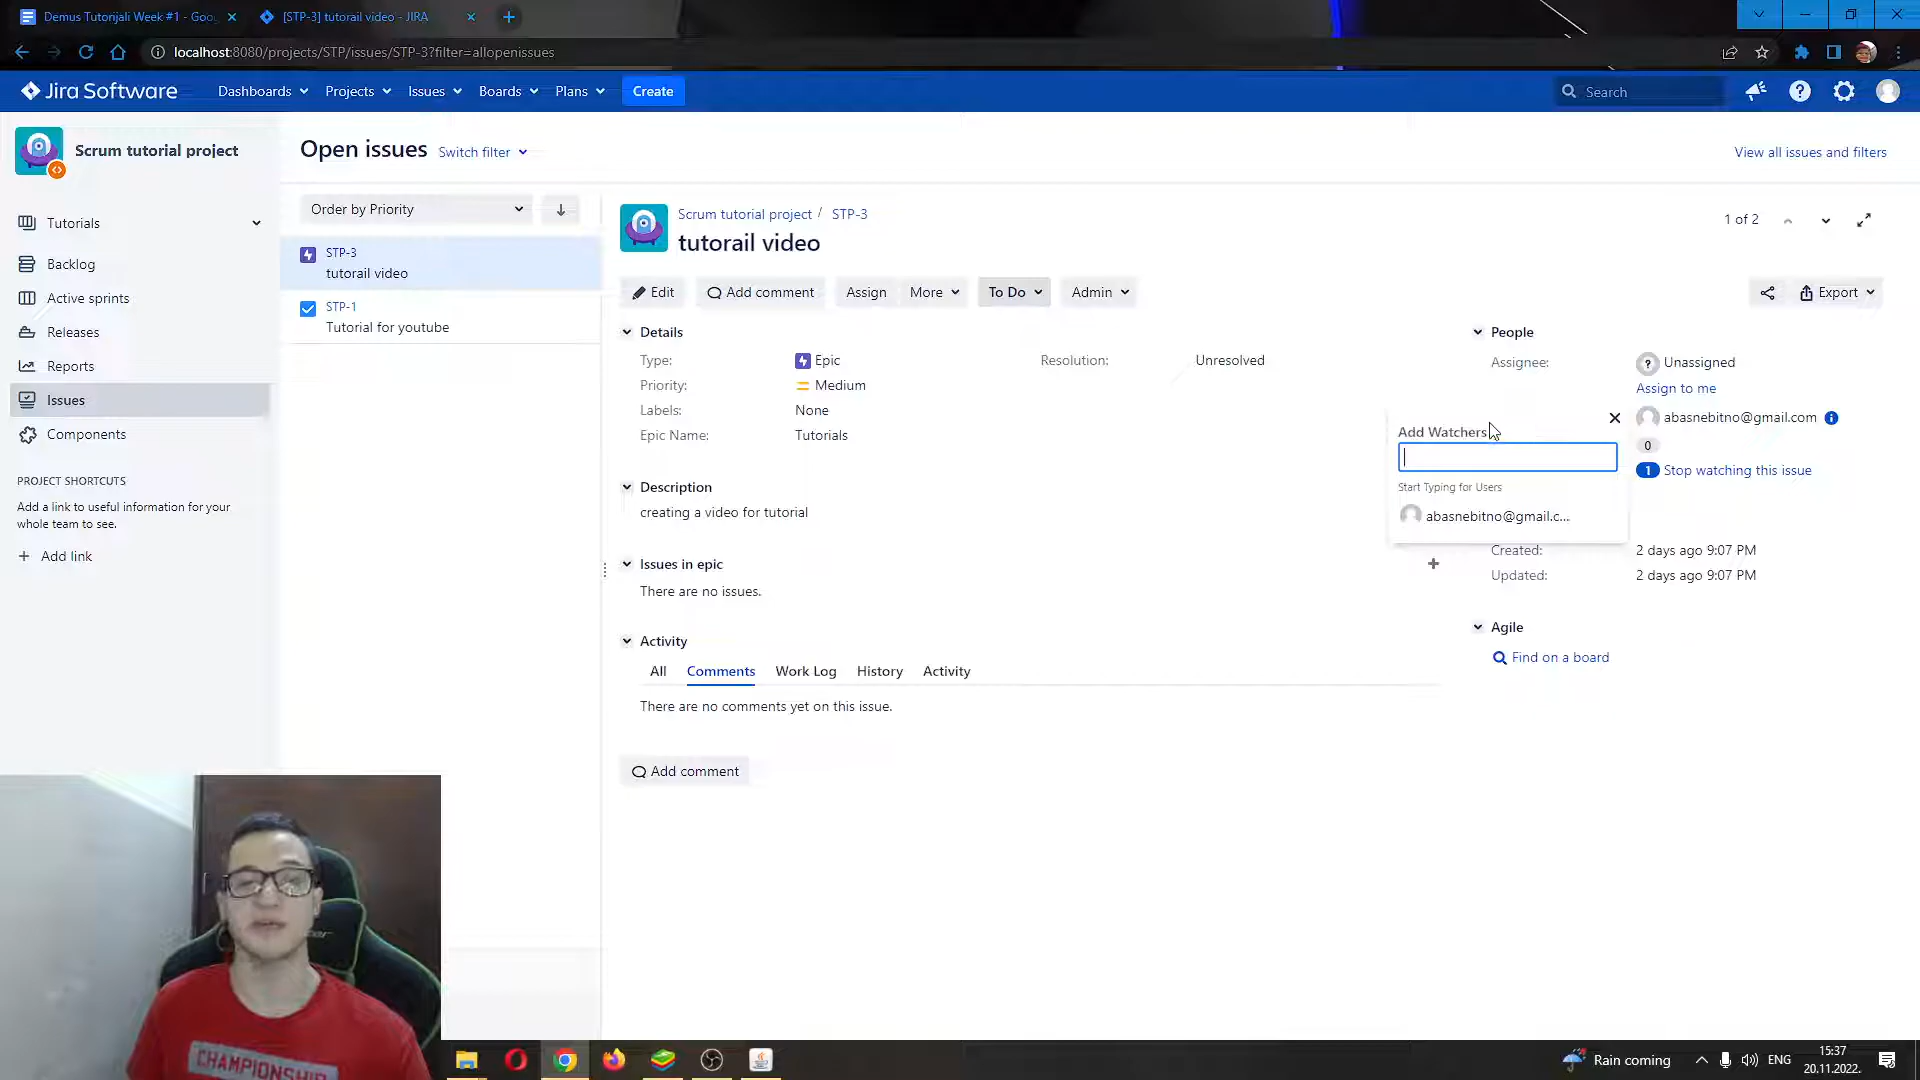 Demus Tutorijali Week #1 - Goo
[STP-3] tutorail video - JIRA
localhost:8080/projects/STP/issues/STP-3?filter=allopenissues
Jira Software
Dashboards
Projects
Issues
Boards
Plans
Create
Search
Scrum tutorial project
Tutorials
Backlog
Active sprints
Releases
Reports
Issues
Components
PROJECT SHORTCUTS
Add a link to useful information for your
whole team to see.
+ Add link
Open issues
Switch filter
View all issues and filters
Order by Priority
STP-3
tutorail video
STP-1
Tutorial for youtube
Scrum tutorial project / STP-3
tutorail video
1 of 2
Edit
Add comment
Assign
More
To Do
Admin
Export
Details
Type: Epic
Priority: Medium
Labels: None
Epic Name: Tutorials
Resolution: Unresolved
Description
creating a video for tutorial
Issues in epic
There are no issues.
Activity
All
Comments
Work Log
History
Activity
There are no comments yet on this issue.
Add comment
People
Assignee: Unassigned
Assign to me
abasnebitno@gmail.com
0
1 Stop watching this issue
Add Watchers
Start Typing for Users
abasnebitno@gmail.c...
Created: 2 days ago 9:07 PM
Updated: 2 days ago 9:07 PM
Agile
Find on a board
CHAMPIONSHIP
Rain coming
ENG
15:37
20.11.2022.